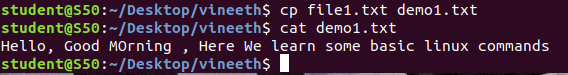 student@S50:~/Desktop/vineeth$ cp file1.txt demo1.txt
student@S50:~/Desktop/vineeth$ cat demo1.txt
Hello, Good MOrning , Here We learn some basic linux commands
student@S50:~/Desktop/vineeth$